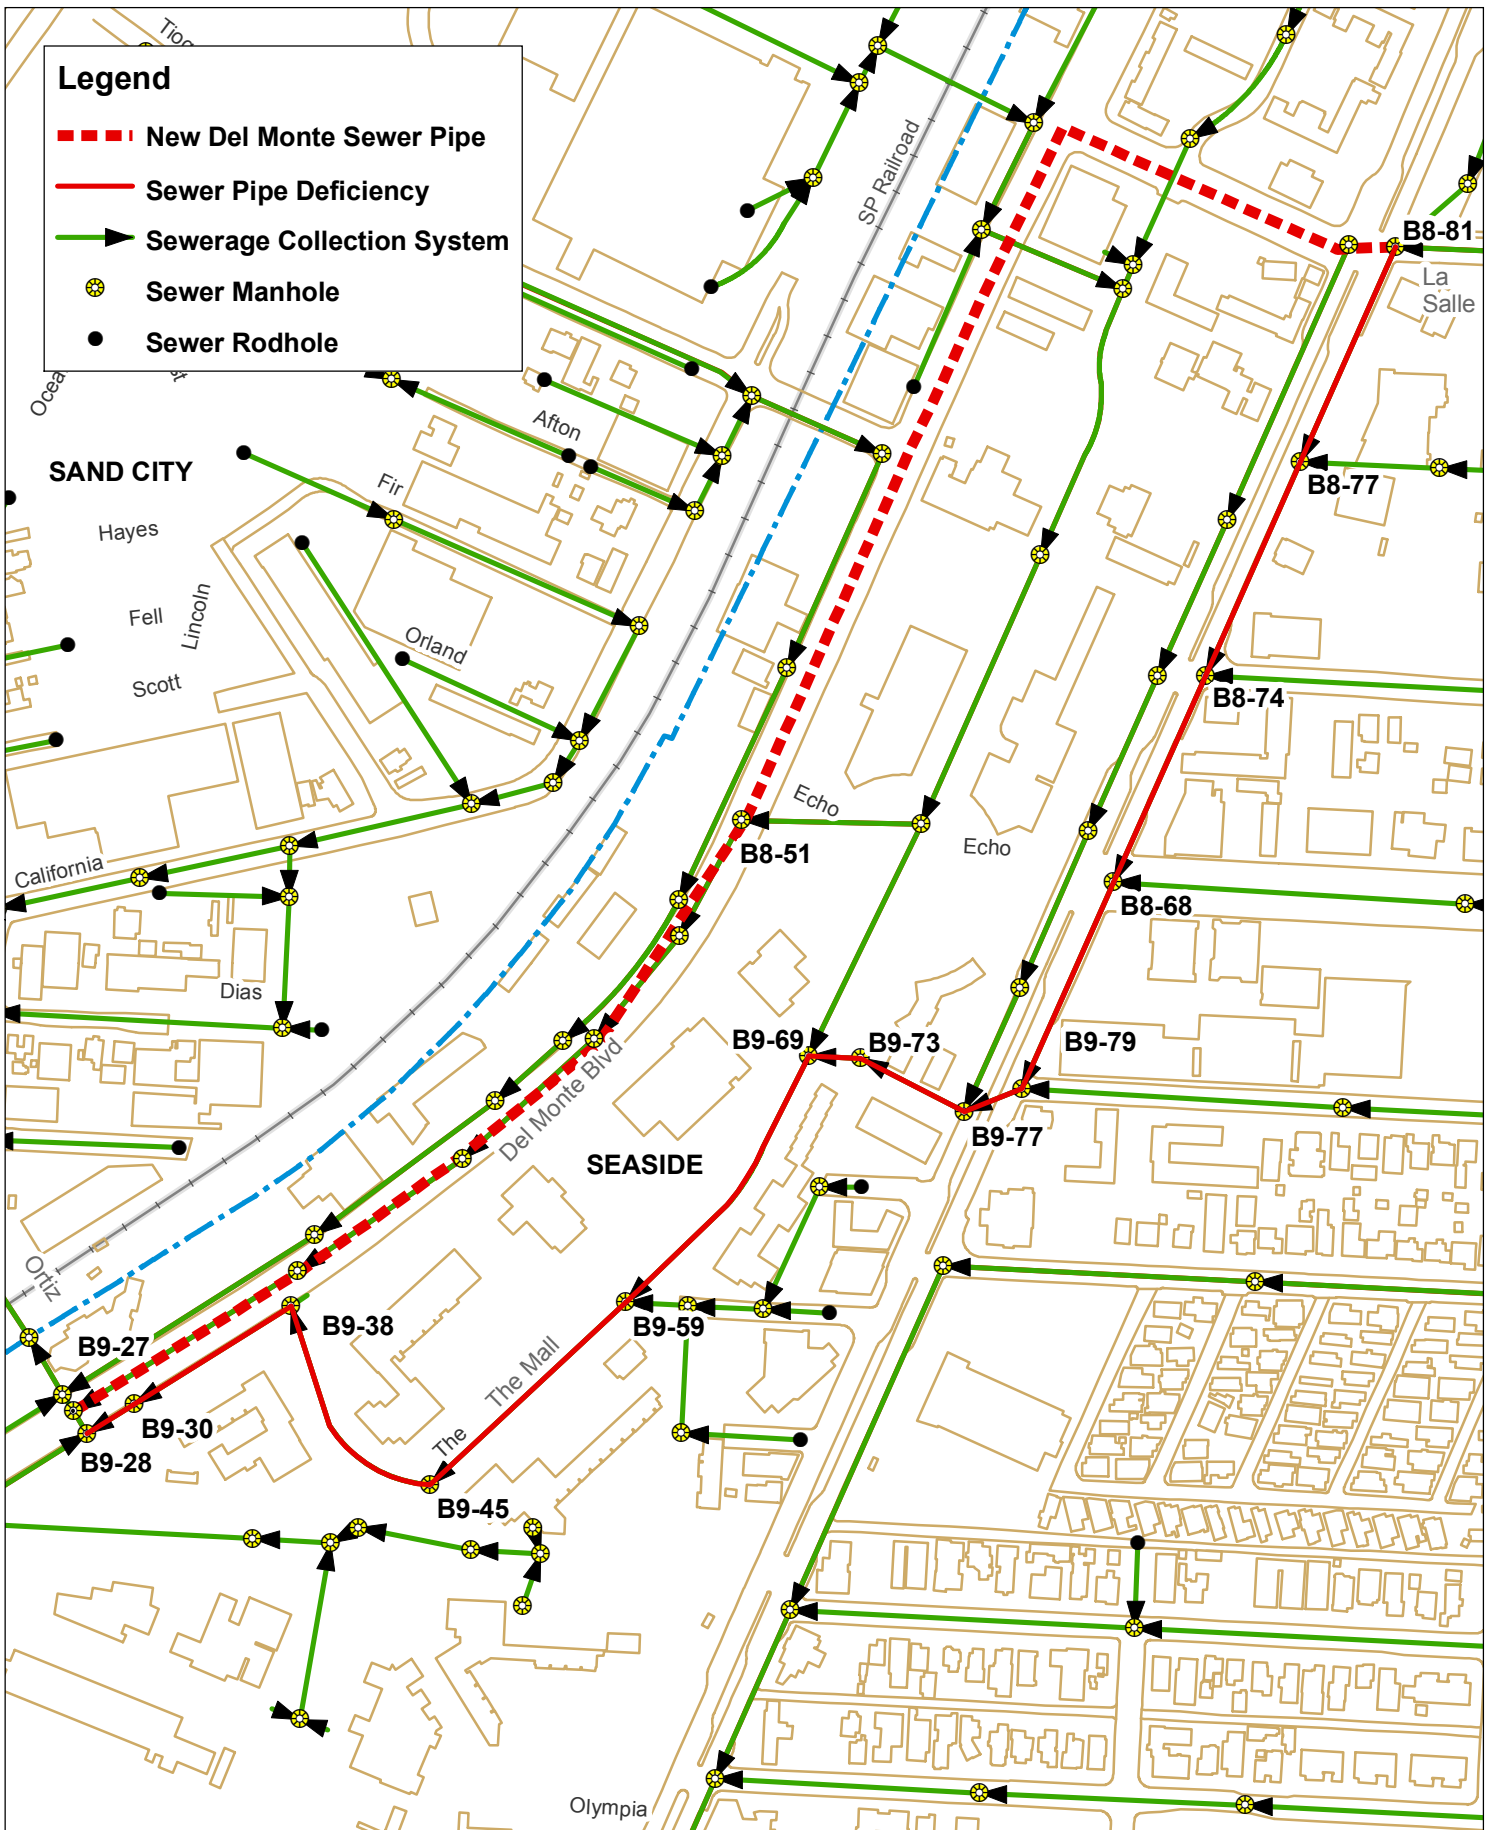 Legend
New Del Monte Sewer Pipe
Sewer Pipe Deficiency
Sewerage Collection System
Sewer Manhole
Sewer Rodhole
SP Railroad
B8-81
La
Salle
Afton
SAND CITY
Fir
B8-77
Hayes
Fell
Lincoln
Orland
Scott
B8-74
Echo
B8-51
Echo
California
B8-68
Dias
B9-69
B9-73
B9-79
Del Monte Blvd
B9-77
SEASIDE
Ortiz
B9-38
B9-59
B9-27
The Mall
B9-30
The
B9-28
B9-45
Olympia